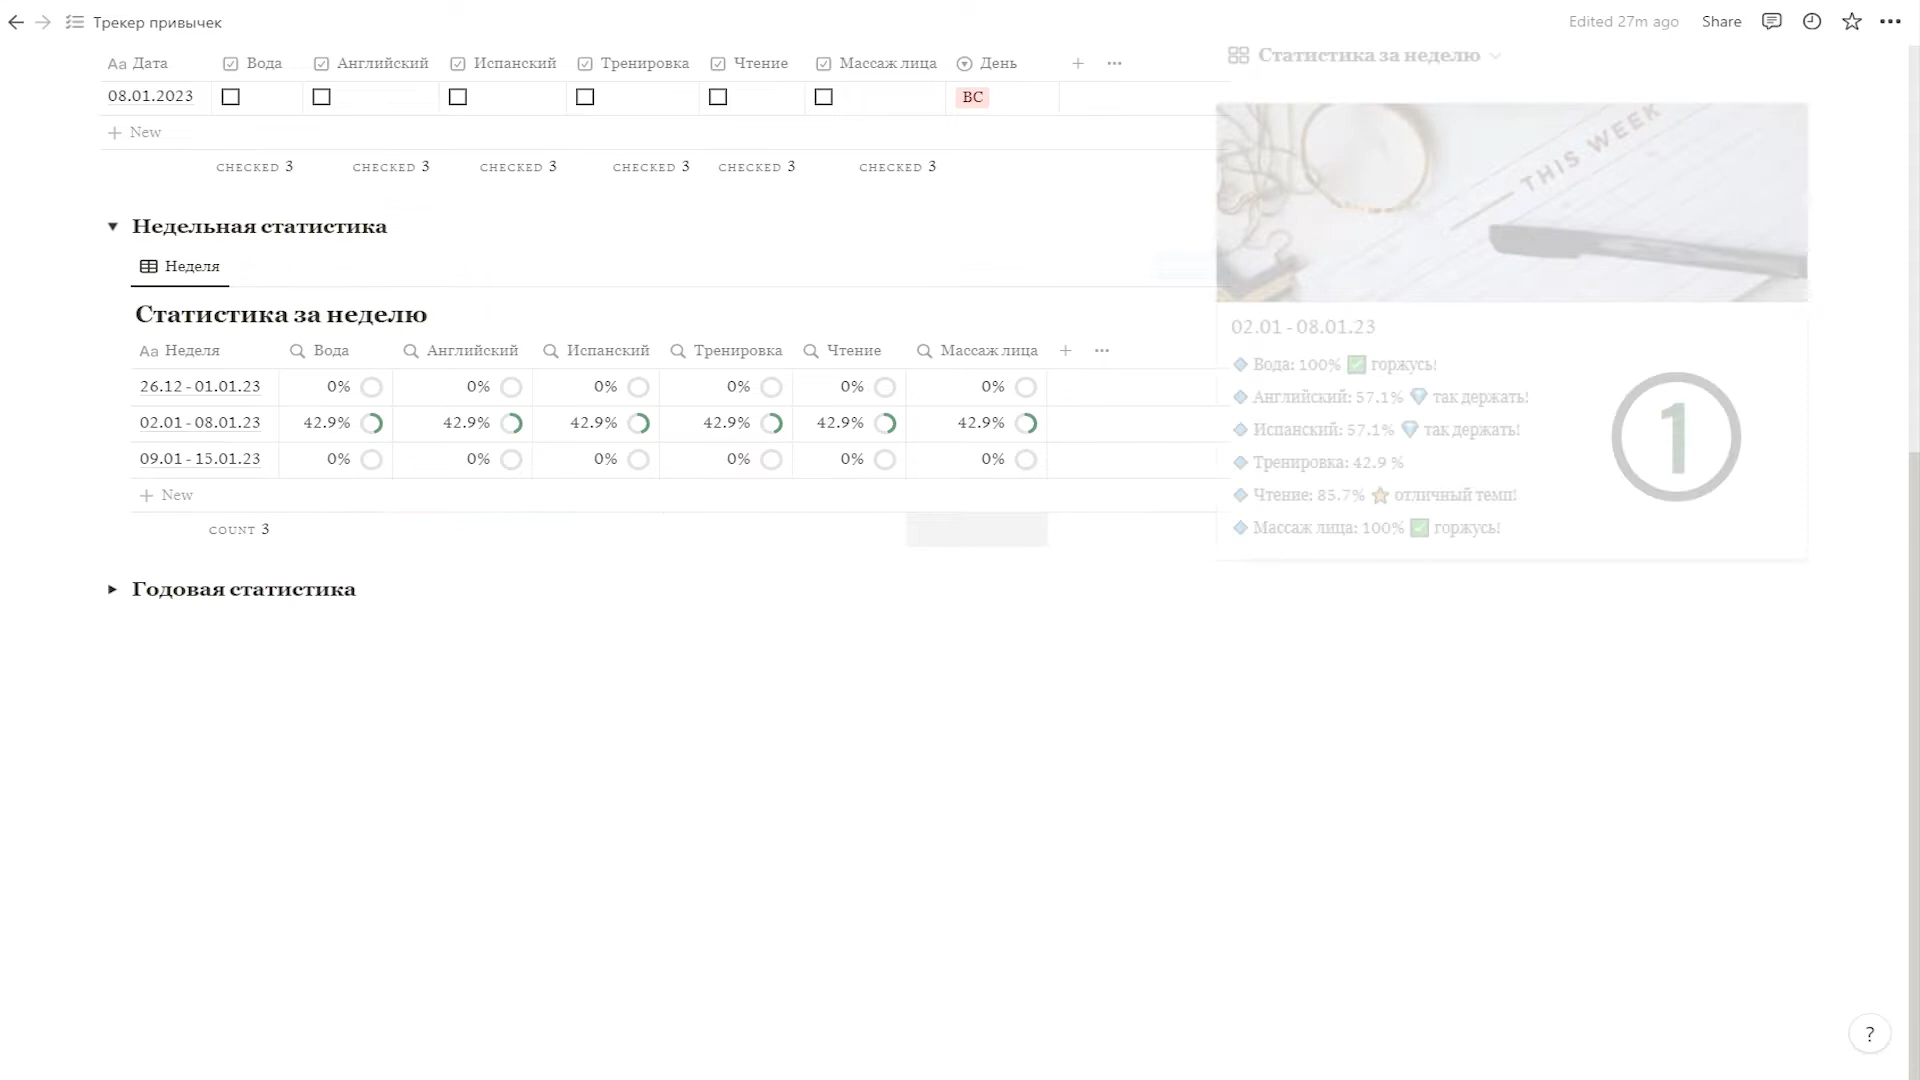 Трекер привычек
Edited 27m ago Share
Aa Дата Вода Английский Испанский Тренировка Чтение Массаж лица День
08.01.2023 ВС
New
CHECKED 3 CHECKED 3 CHECKED 3 CHECKED 3 CHECKED 3 CHECKED 3
Недельная статистика
Неделя
Статистика за неделю
Aa Неделя Вода Английский Испанский Тренировка Чтение Массаж лица
26.12 - 01.01.23 0% 0% 0% 0% 0% 0%
02.01 - 08.01.23 42.9% 42.9% 42.9% 42.9% 42.9% 42.9%
09.01 - 15.01.23 0% 0% 0% 0% 0% 0%
New
COUNT 3
Годовая статистика
Статистика за неделю
THIS WEEK
02.01 - 08.01.23
Вода: 100% ✅ горжусь!
Английский: 57.1% 💎 так держать!
Испанский: 57.1% 💎 так держать!
Тренировка: 42.9 %
Чтение: 85.7% ⭐ отличный темп!
Массаж лица: 100% ✅ горжусь!
1
?